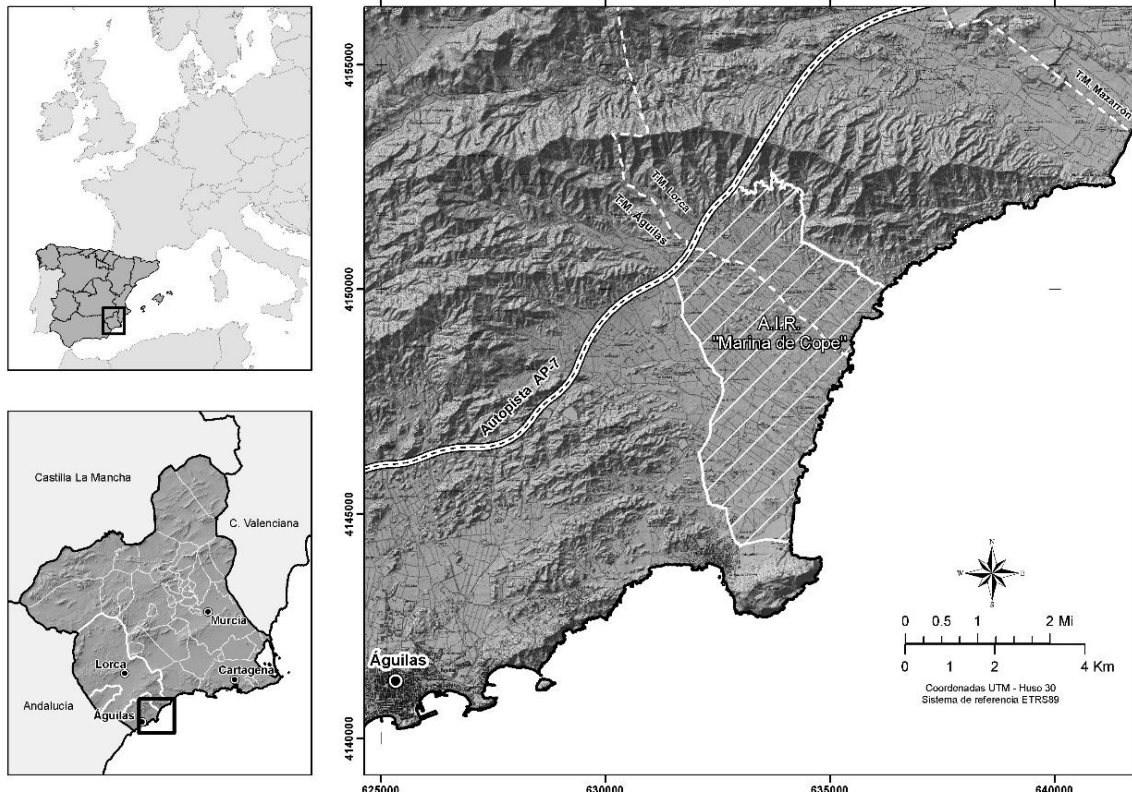 Castilla La Mancha
C. Valenciana
Murcia
Lorca
Cartagena
Andalucía
Águilas
4155000
4150000
4145000
4140000
T.M. Mazarrón
T.M. Lorca
T.M. Águilas
A.I.R.
"Marina de Cope"
Autopista AP-7
Águilas
N
W
E
S
0 0.5 1 2 Mi
0 1 2 4 Km
Coordonadas UTM - Huso 30
Sistema de referencia ETRS89
625000
630000
635000
640000